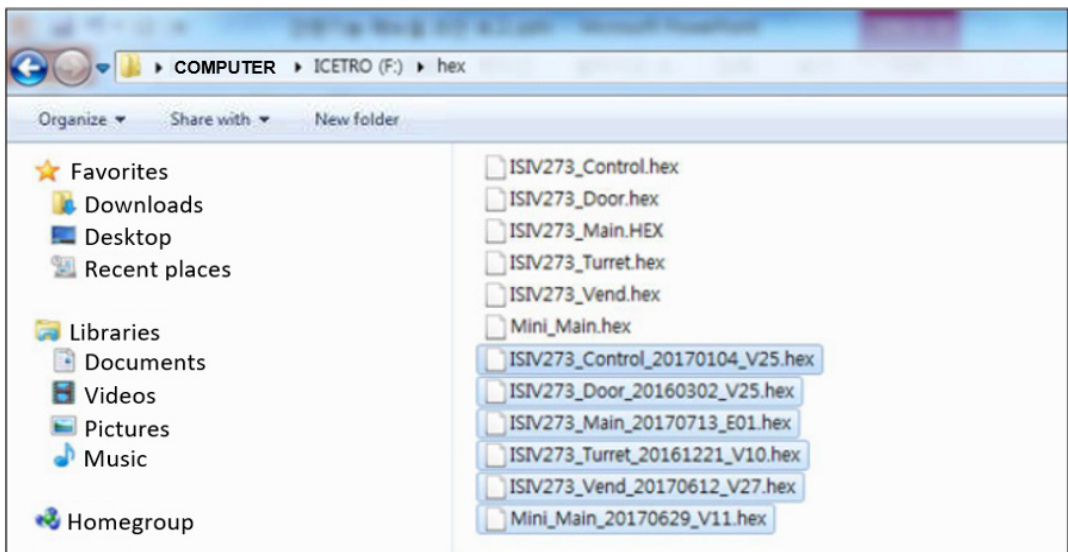 COMPUTER ICETRO (F:) hex
Organize Share with New folder
Favorites
Downloads
Desktop
Recent places
Libraries
Documents
Videos
Pictures
Music
Homegroup
ISIV273_Control.hex
ISIV273_Door.hex
ISIV273_Main.HEX
ISIV273_Turret.hex
ISIV273_Vend.hex
Mini_Main.hex
ISIV273_Control_20170104_V25.hex
ISIV273_Door_20160302_V25.hex
ISIV273_Main_20170713_E01.hex
ISIV273_Turret_20161221_V10.hex
ISIV273_Vend_20170612_V27.hex
Mini_Main_20170629_V11.hex